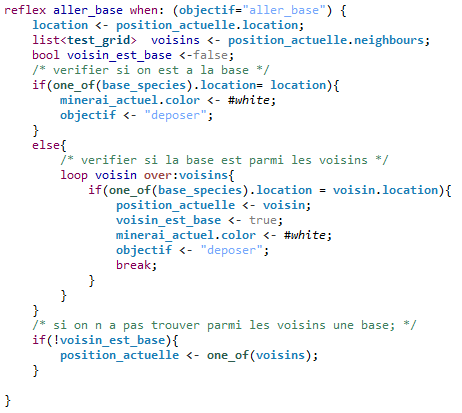 reflex aller_base when: (objectif="aller_base") {
location <- position_actuelle.location;
list<test_grid>  voisins <- position_actuelle.neighbours;
bool voisin_est_base <-false;
/* verifier si on est a la base */
if(one_of(base_species).location= location){
minerai_actuel.color <- #white;
objectif <- "deposer";
}
else{
/* verifier si la base est parmi les voisins */
loop voisin over:voisins{
if(one_of(base_species).location = voisin.location){
position_actuelle <- voisin;
voisin_est_base <- true;
minerai_actuel.color <- #white;
objectif <- "deposer";
break;
}
}
}
/* si on n a pas trouver parmi les voisins une base; */
if(!voisin_est_base){
position_actuelle <- one_of(voisins);
}
}